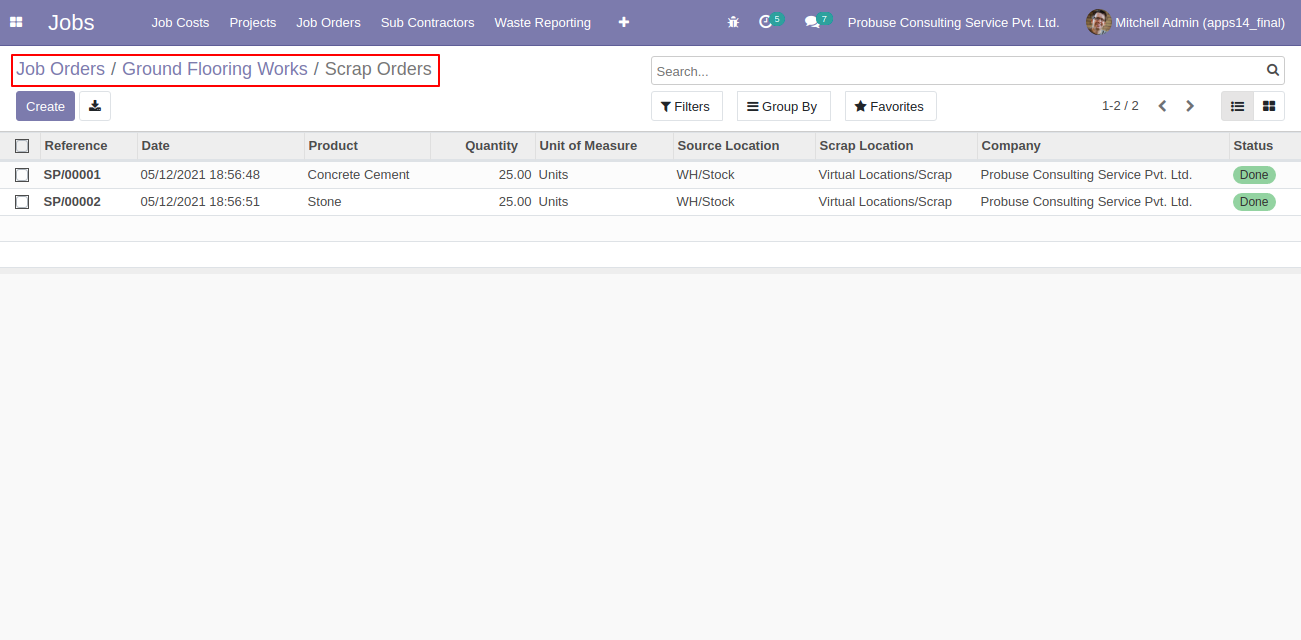 Jobs Job Costs Projects Job Orders Sub Contractors Waste Reporting 5 7 Probuse Consulting Service Pvt. Ltd. Mitchell Admin (apps14_final)
Job Orders / Ground Flooring Works / Scrap Orders Search...
Create Filters Group By Favorites 1-2 / 2
Reference Date Product Quantity Unit of Measure Source Location Scrap Location Company Status
SP/00001 05/12/2021 18:56:48 Concrete Cement 25.00 Units WH/Stock Virtual Locations/Scrap Probuse Consulting Service Pvt. Ltd. Done
SP/00002 05/12/2021 18:56:51 Stone 25.00 Units WH/Stock Virtual Locations/Scrap Probuse Consulting Service Pvt. Ltd. Done